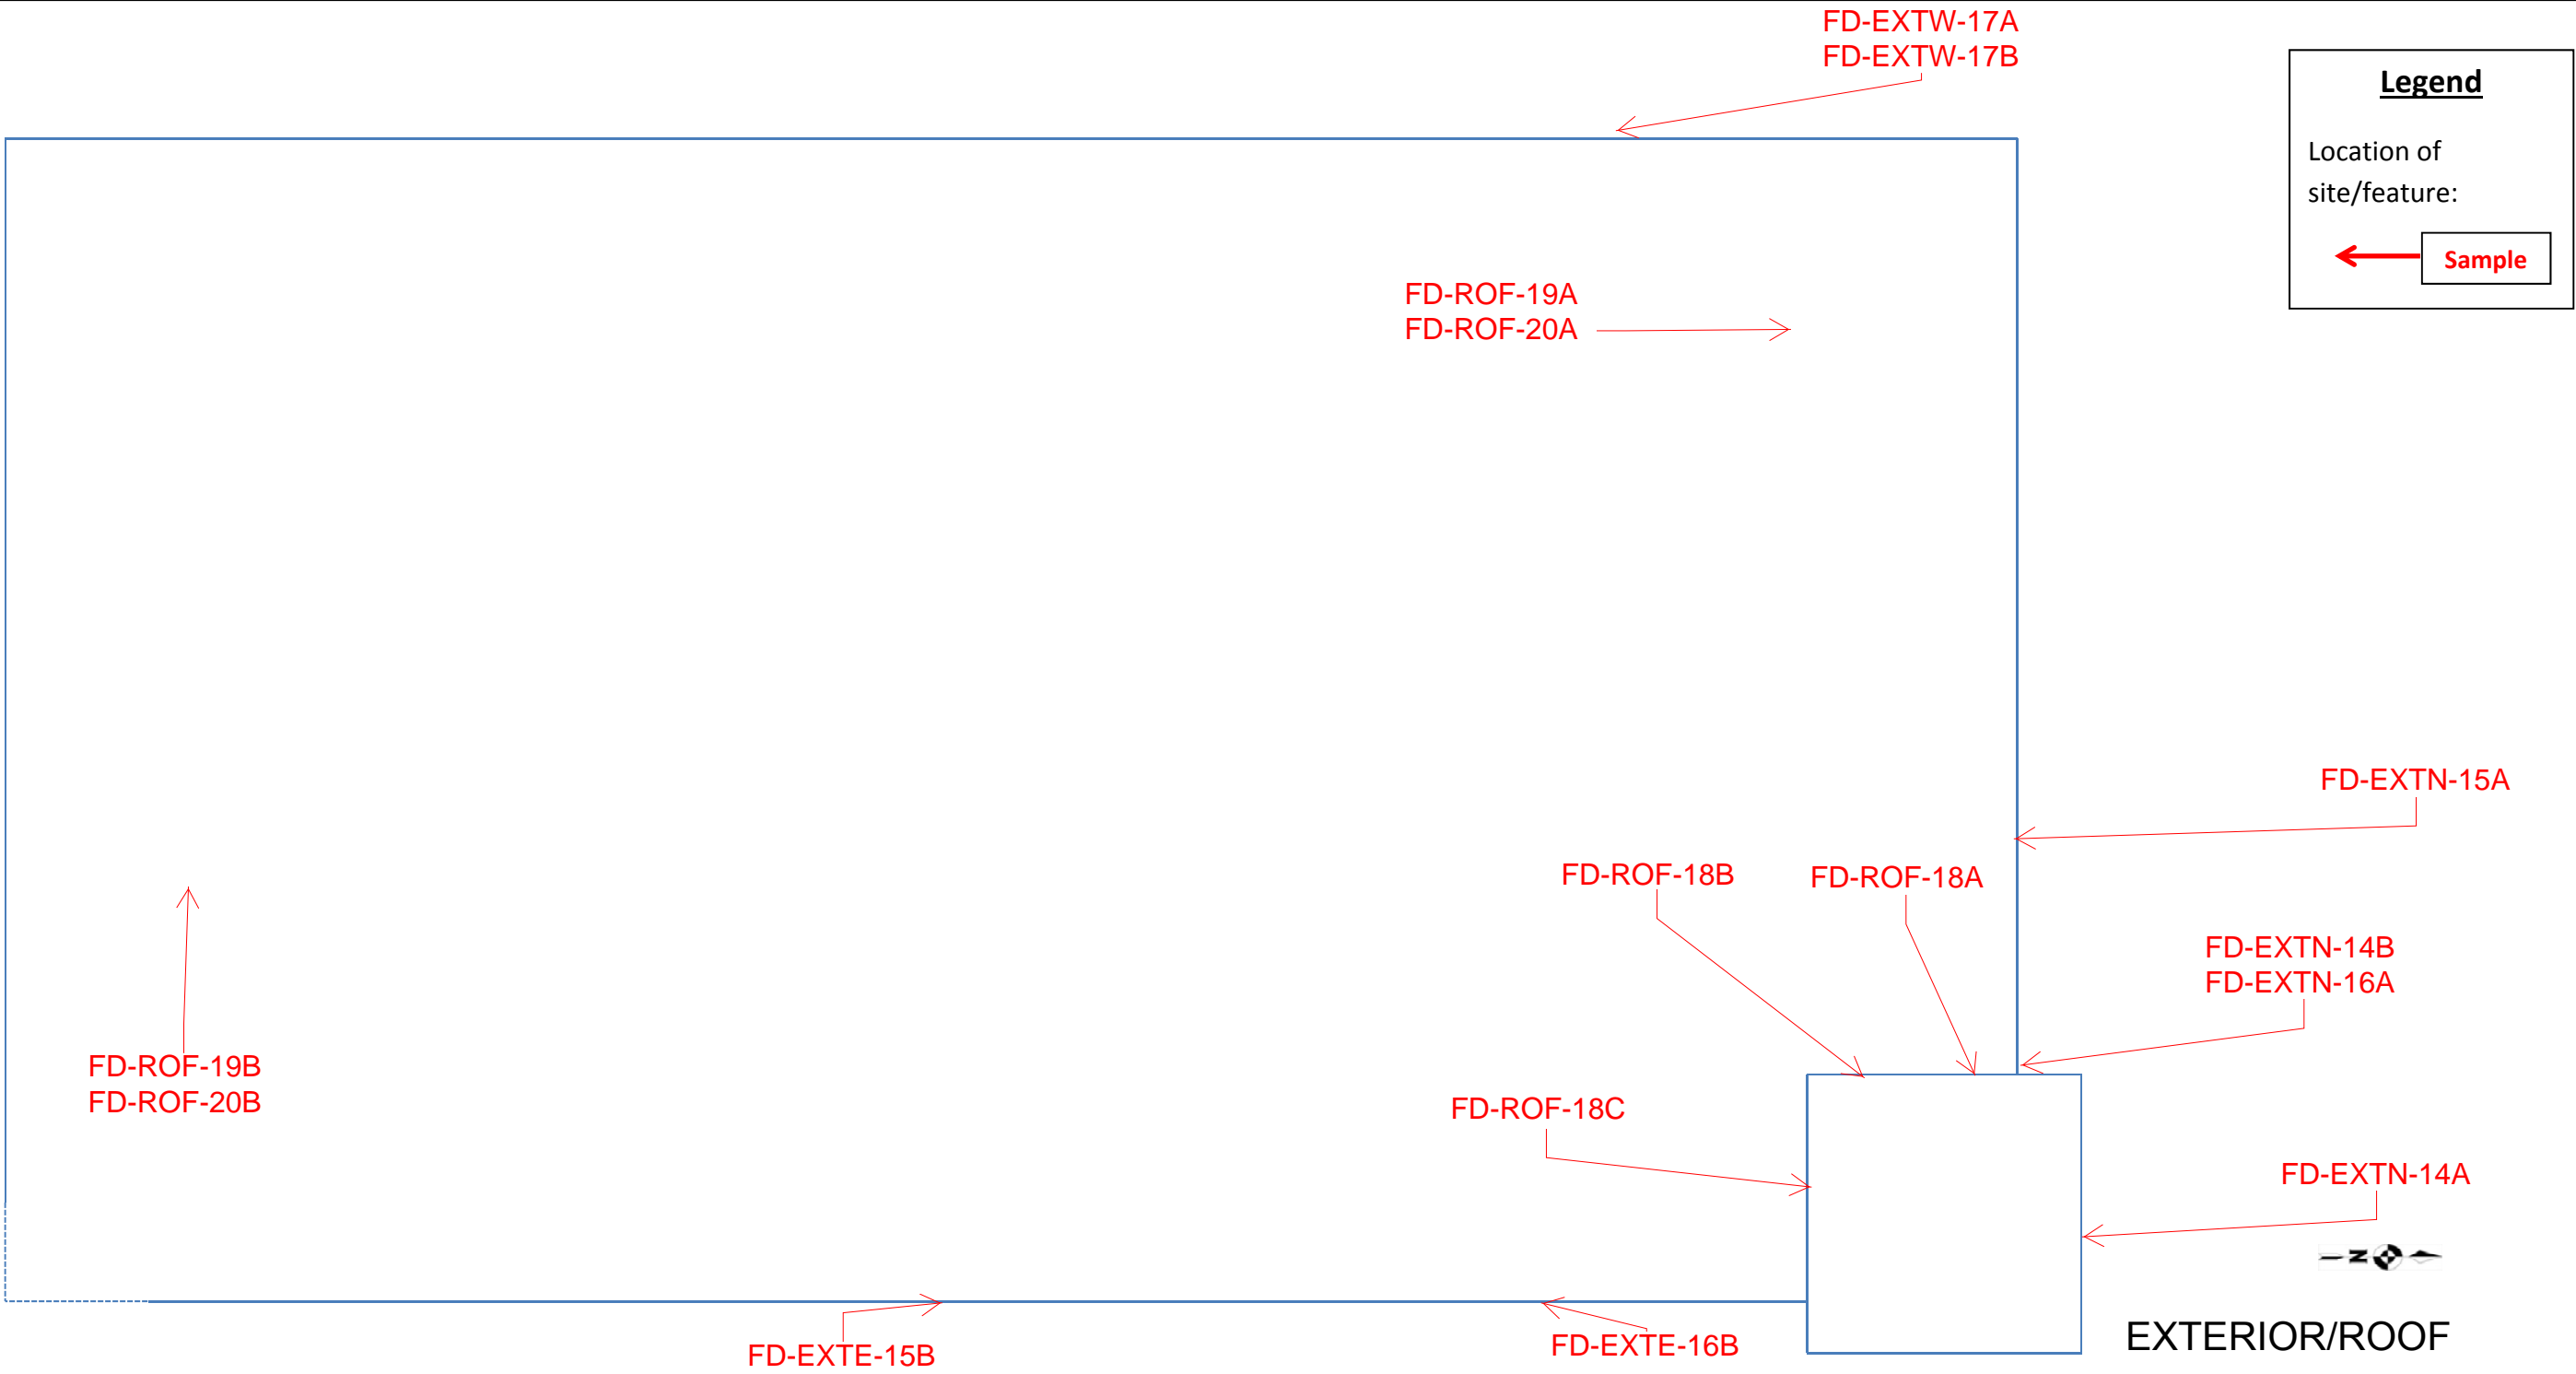 FD-EXTW-17A
FD-EXTW-17B
Legend
Location of
site/feature:
Sample
FD-ROF-19A
FD-ROF-20A
FD-EXTN-15A
FD-ROF-18B
FD-ROF-18A
FD-EXTN-14B
FD-EXTN-16A
FD-ROF-19B
FD-ROF-20B
FD-ROF-18C
FD-EXTN-14A
N
EXTERIOR/ROOF
FD-EXTE-15B
FD-EXTE-16B